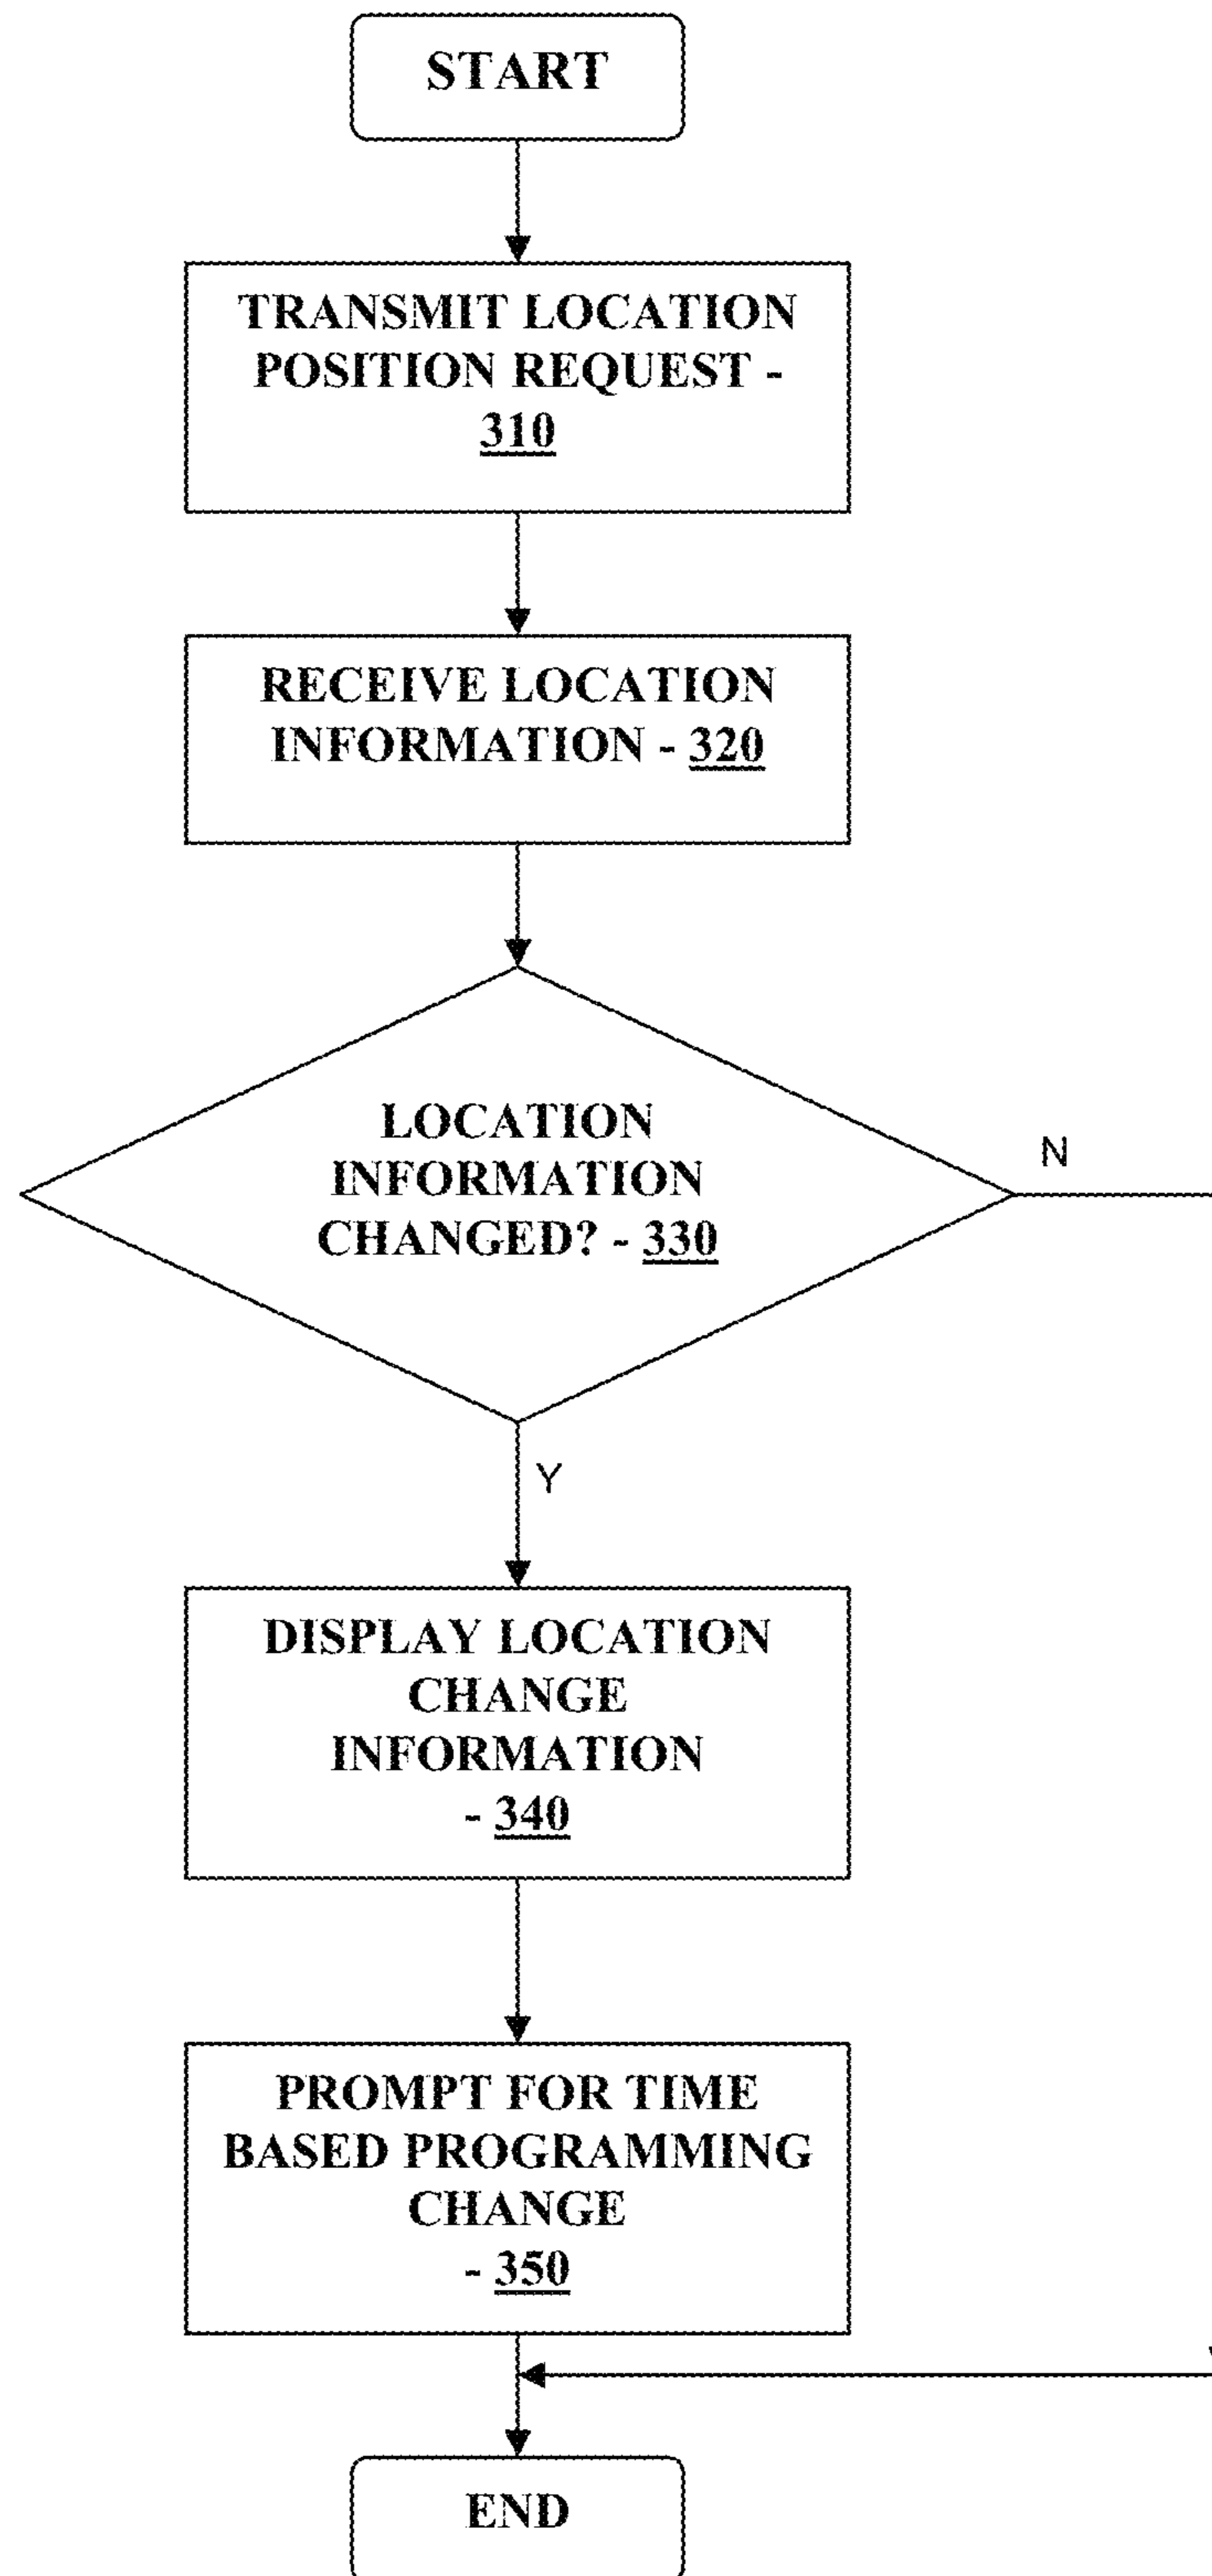 START
TRANSMIT LOCATION
POSITION REQUEST -
310
RECEIVE LOCATION
INFORMATION - 320
LOCATION
INFORMATION
CHANGED? - 330
N
Y
DISPLAY LOCATION
CHANGE
INFORMATION
- 340
PROMPT FOR TIME
BASED PROGRAMMING
CHANGE
- 350
END